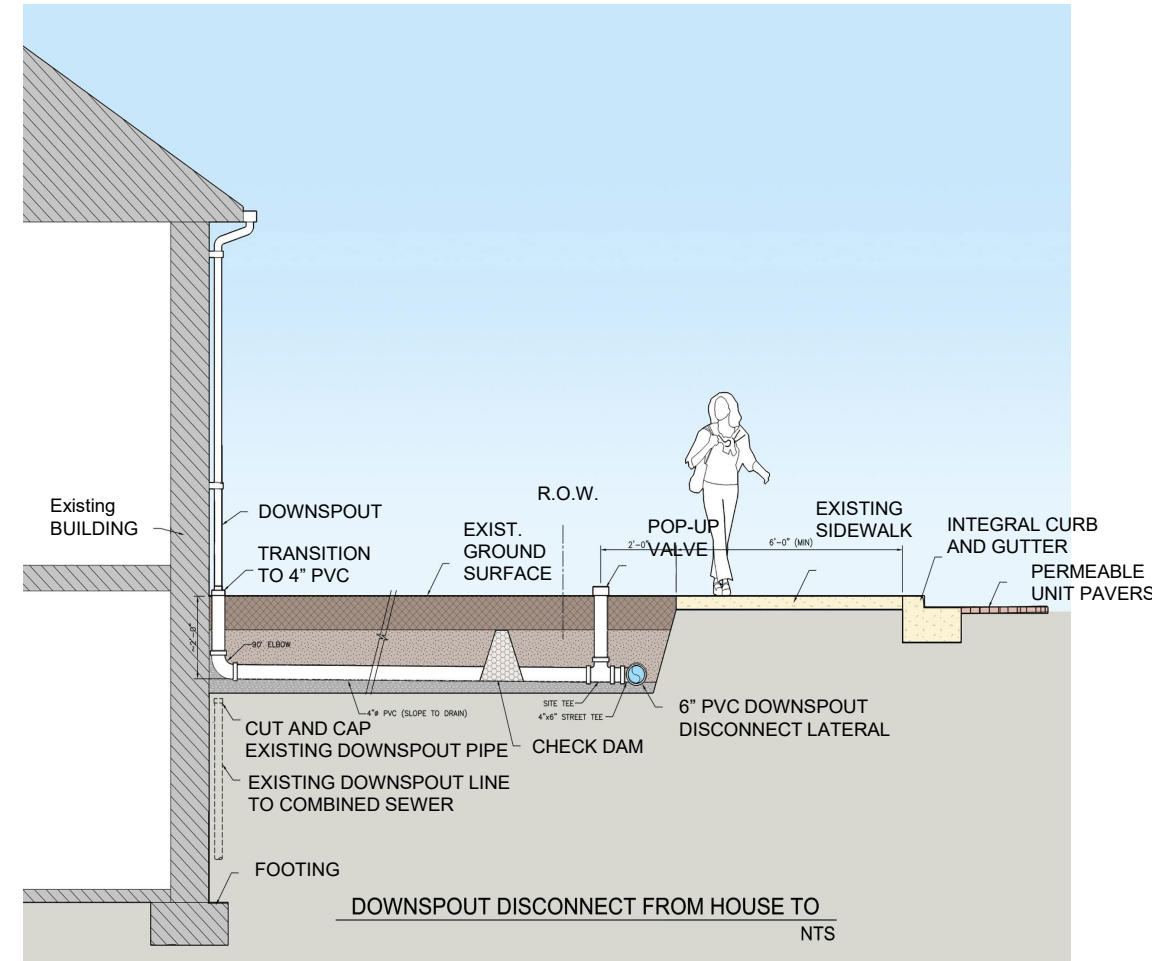 Existing
BUILDING
DOWNSPOUT
TRANSITION
TO 4” PVC
EXIST.
GROUND
SURFACE
R.O.W.
POP-UP
VALVE
2'-0"
6'-0" (MIN)
EXISTING
SIDEWALK
INTEGRAL CURB
AND GUTTER
PERMEABLE
UNIT PAVERS
~2'-0"
90° ELBOW
4"ø PVC (SLOPE TO DRAIN)
SITE TEE
4"x6" STREET TEE
6” PVC DOWNSPOUT
DISCONNECT LATERAL
CUT AND CAP
EXISTING DOWNSPOUT PIPE
CHECK DAM
EXISTING DOWNSPOUT LINE
TO COMBINED SEWER
FOOTING
DOWNSPOUT DISCONNECT FROM HOUSE TO
NTS